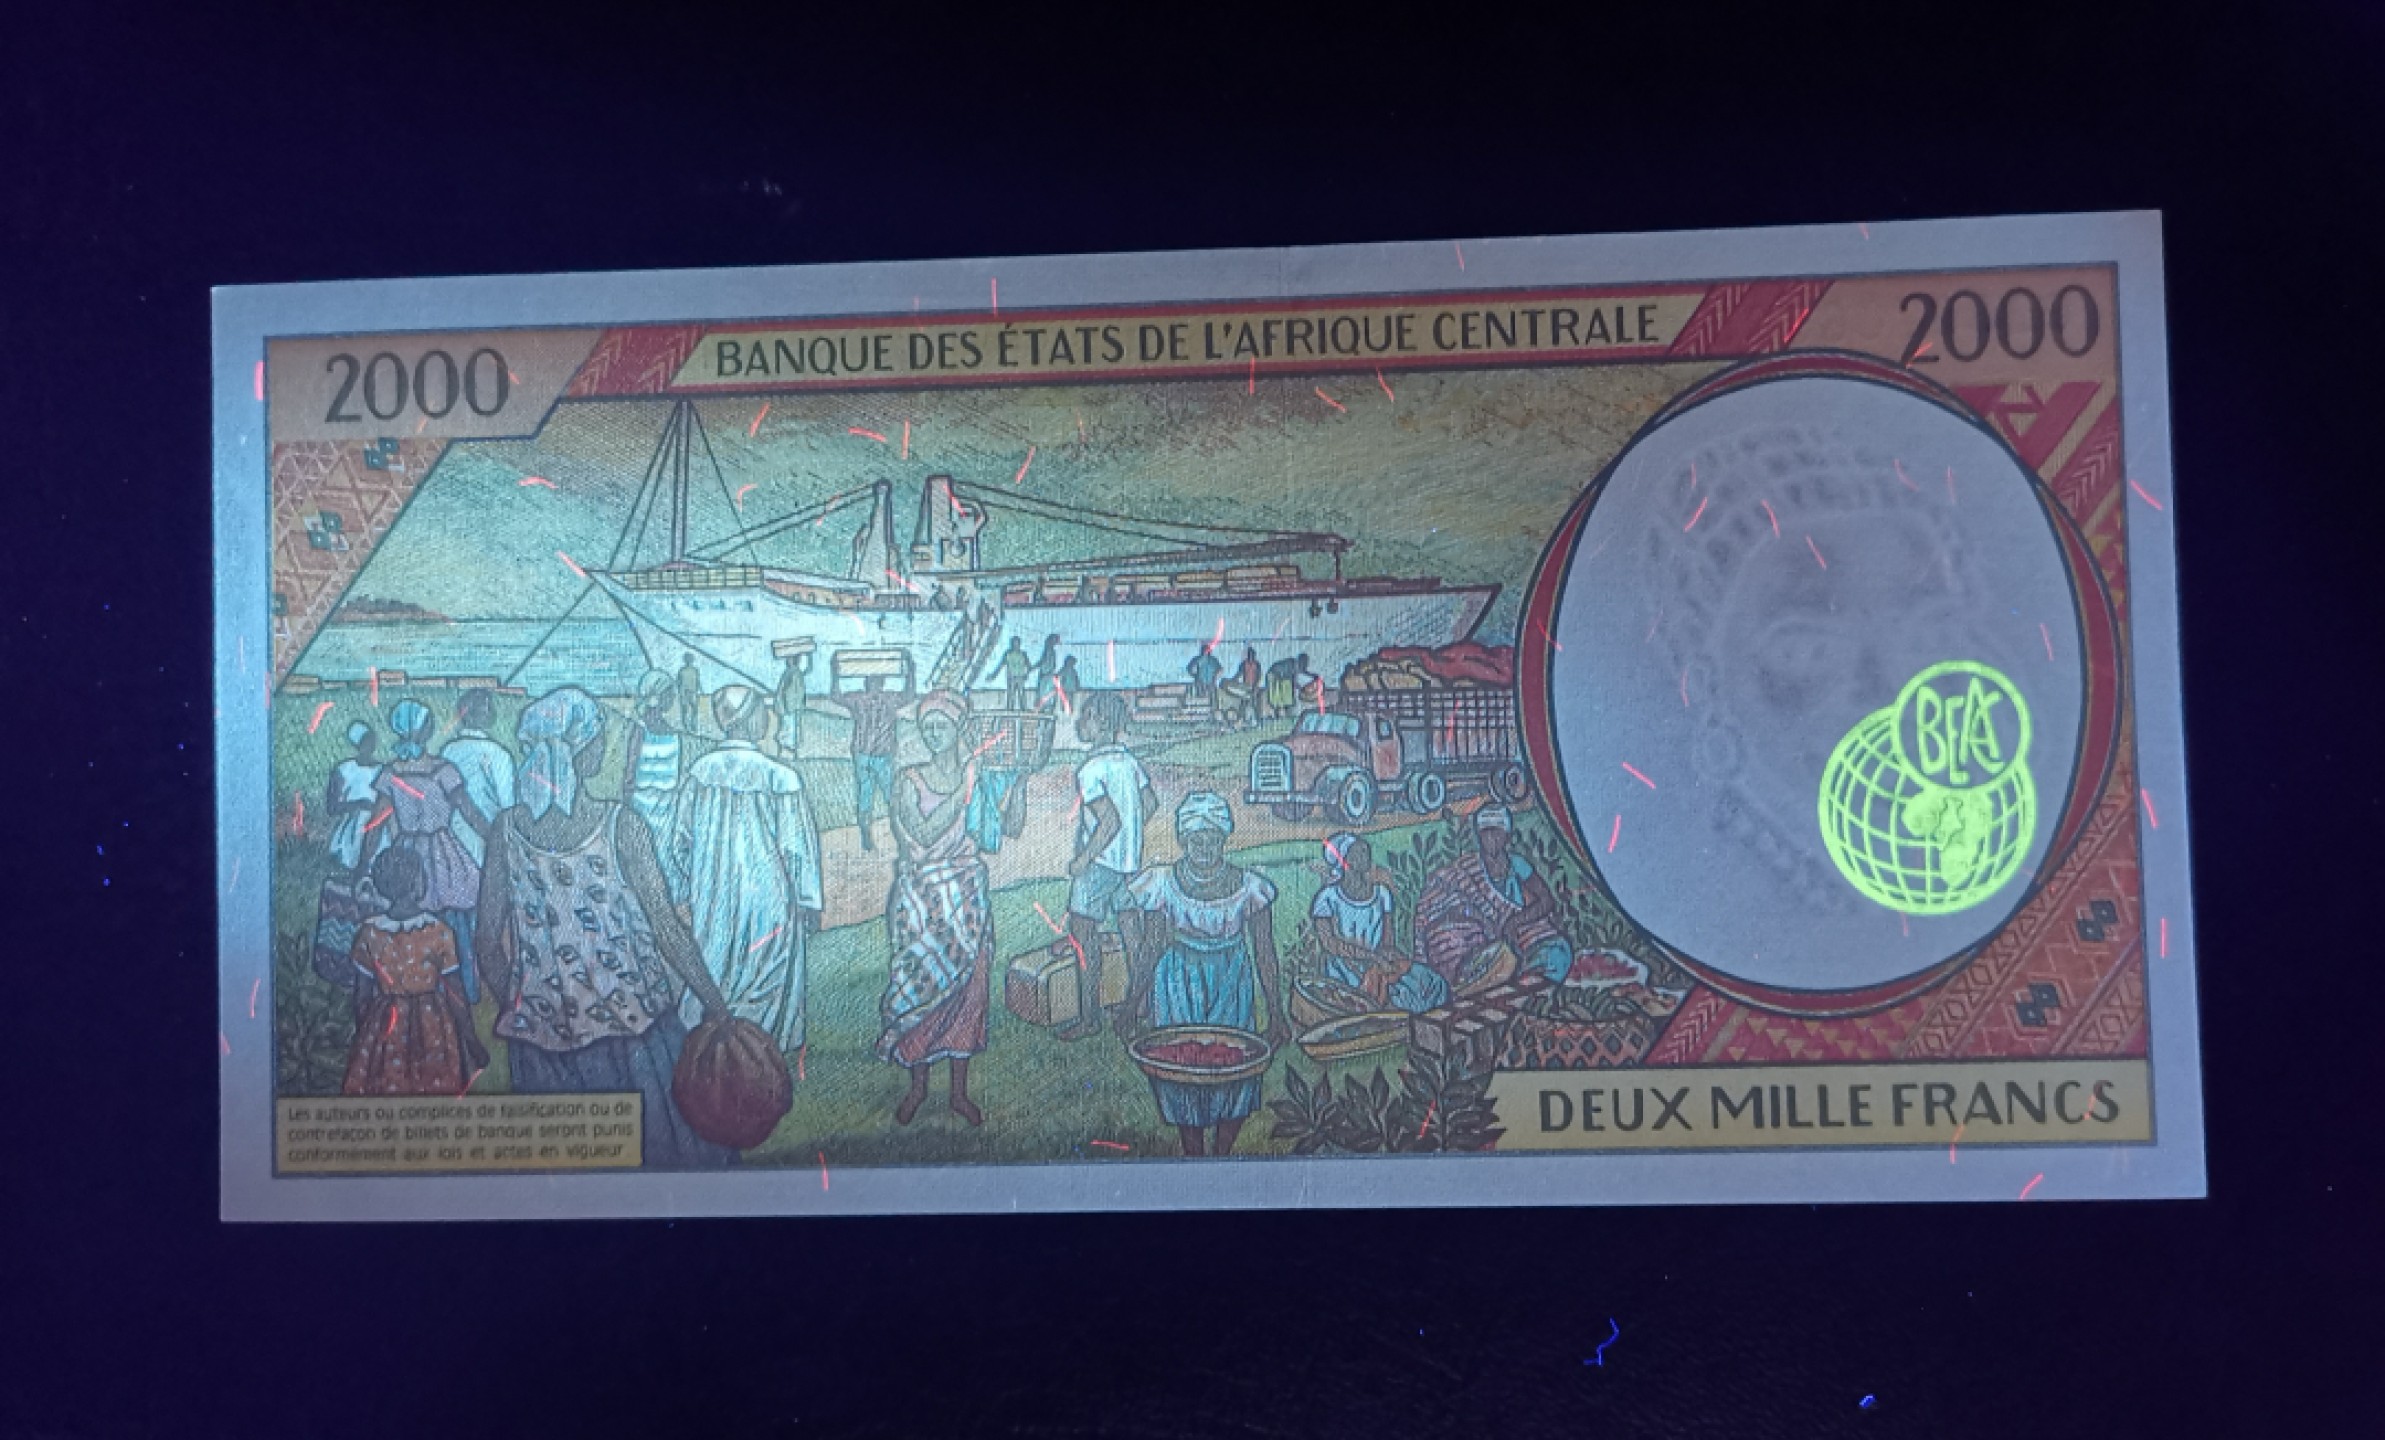 2000
BANQUE DES ÉTATS DE L'AFRIQUE CENTRALE
2000
BEAC
DEUX MILLE FRANCS
Les auteurs ou complices de falsification ou de
contrefaçon de billets de banque seront punis
conformément aux lois et actes en vigueur.